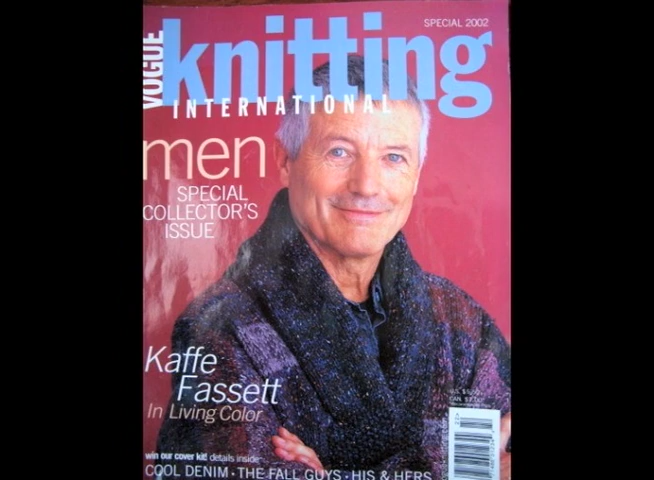 SPECIAL 2002
VOGUE
knitting
INTERNATIONAL
men
SPECIAL
COLLECTOR'S
ISSUE
Kaffe
Fassett
In Living Color
win our cover kit! details inside
COOL DENIM • THE FALL GUYS • HIS & HERS